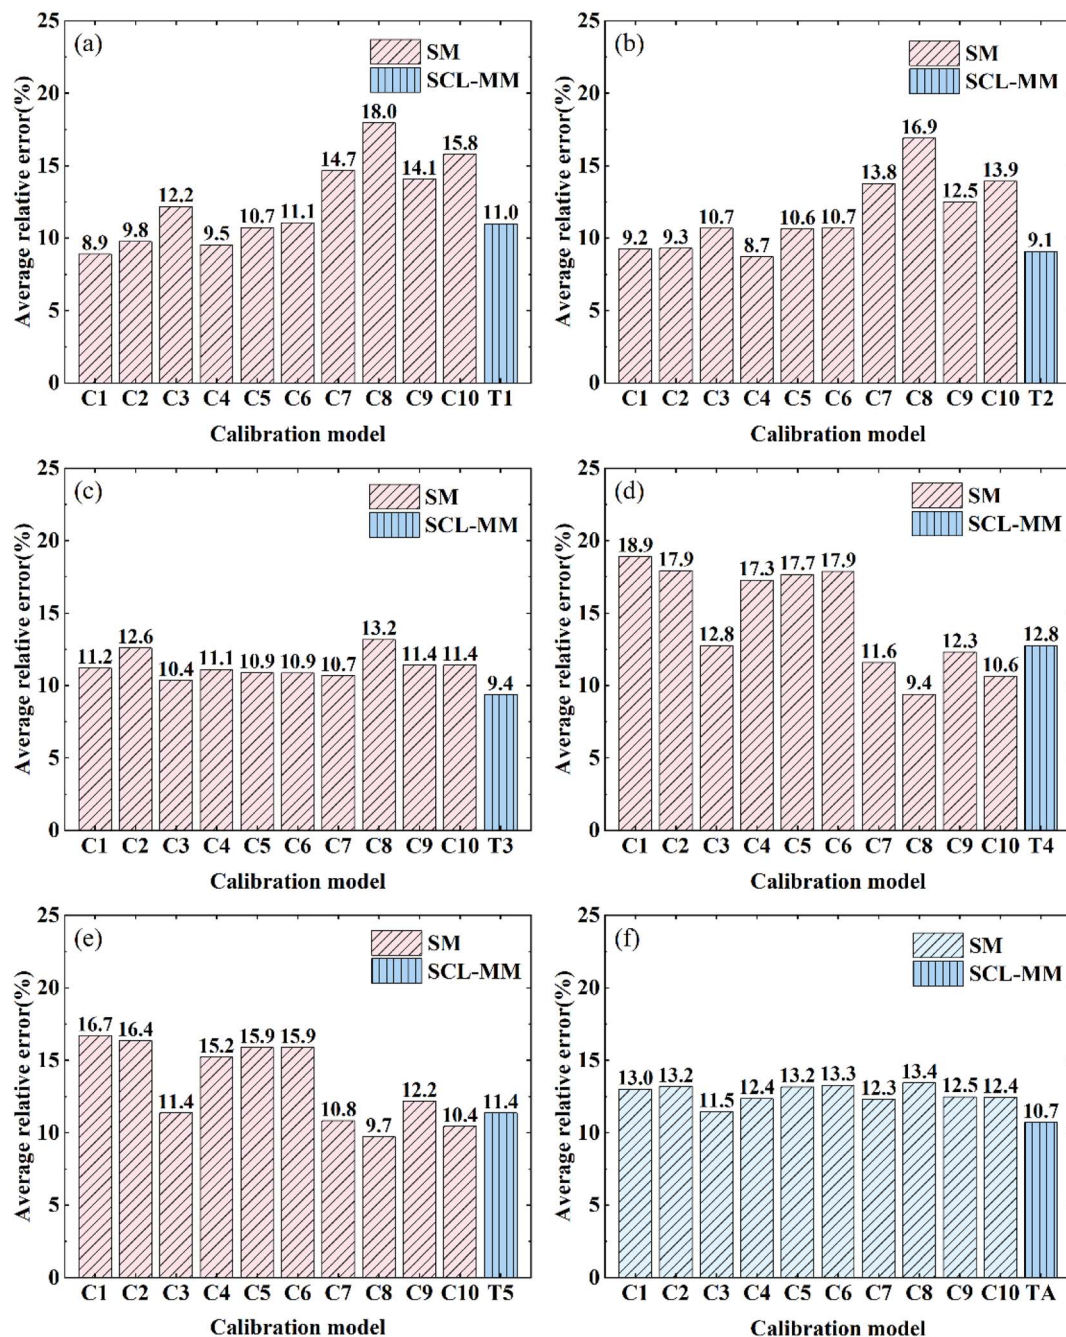 (a)
SM
SCL-MM
Average relative error(%)
25
20
15
10
5
0
8.9 9.8 12.2 9.5 10.7 11.1 14.7 18.0 14.1 15.8 11.0
C1 C2 C3 C4 C5 C6 C7 C8 C9 C10 T1
Calibration model
(b)
SM
SCL-MM
Average relative error(%)
25
20
15
10
5
0
9.2 9.3 10.7 8.7 10.6 10.7 13.8 16.9 12.5 13.9 9.1
C1 C2 C3 C4 C5 C6 C7 C8 C9 C10 T2
Calibration model
(c)
SM
SCL-MM
Average relative error(%)
25
20
15
10
5
0
11.2 12.6 10.4 11.1 10.9 10.9 10.7 13.2 11.4 11.4 9.4
C1 C2 C3 C4 C5 C6 C7 C8 C9 C10 T3
Calibration model
(d)
SM
SCL-MM
Average relative error(%)
25
20
15
10
5
0
18.9 17.9 12.8 17.3 17.7 17.9 11.6 9.4 12.3 10.6 12.8
C1 C2 C3 C4 C5 C6 C7 C8 C9 C10 T4
Calibration model
(e)
SM
SCL-MM
Average relative error(%)
25
20
15
10
5
0
16.7 16.4 11.4 15.2 15.9 15.9 10.8 9.7 12.2 10.4 11.4
C1 C2 C3 C4 C5 C6 C7 C8 C9 C10 T5
Calibration model
(f)
SM
SCL-MM
Average relative error(%)
25
20
15
10
5
0
13.0 13.2 11.5 12.4 13.2 13.3 12.3 13.4 12.5 12.4 10.7
C1 C2 C3 C4 C5 C6 C7 C8 C9 C10 TA
Calibration model